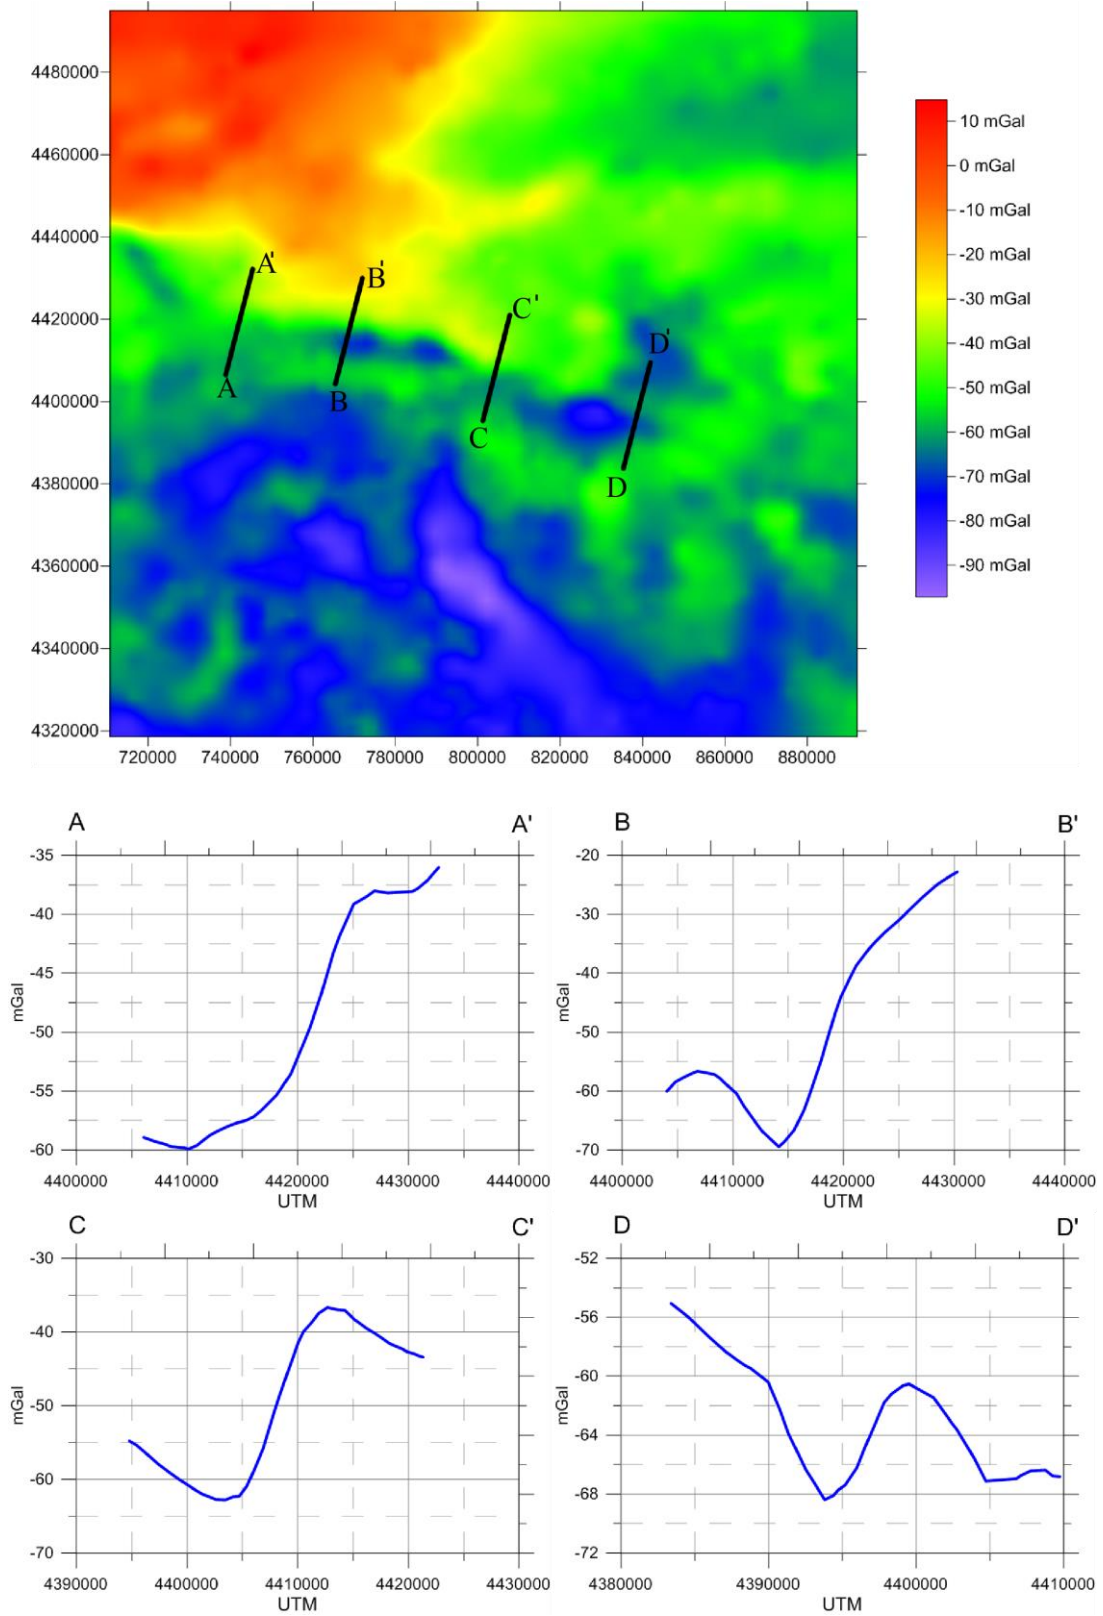 4480000
4460000
4440000
4420000
4400000
4380000
4360000
4340000
4320000
720000 740000 760000 780000 800000 820000 840000 860000 880000
A'
A
B'
B
C'
C
D'
D
10 mGal
0 mGal
-10 mGal
-20 mGal
-30 mGal
-40 mGal
-50 mGal
-60 mGal
-70 mGal
-80 mGal
-90 mGal
A A'
-35
-40
-45
-50
-55
-60
mGal
4400000 4410000 4420000 4430000 4440000
UTM
B B'
-20
-30
-40
-50
-60
-70
mGal
4400000 4410000 4420000 4430000 4440000
UTM
C C'
-30
-40
-50
-60
-70
mGal
4390000 4400000 4410000 4420000 4430000
UTM
D D'
-52
-56
-60
-64
-68
-72
mGal
4380000 4390000 4400000 4410000
UTM